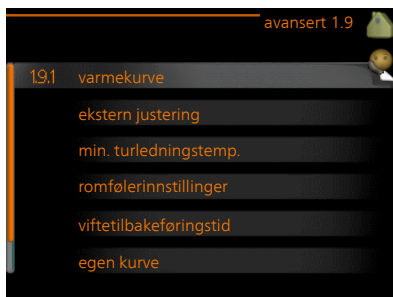 avansert 1.9
1.9.1 varmekurve
ekstern justering
min. turledningstemp.
romfølerinnstillinger
viftetilbakeføringstid
egen kurve